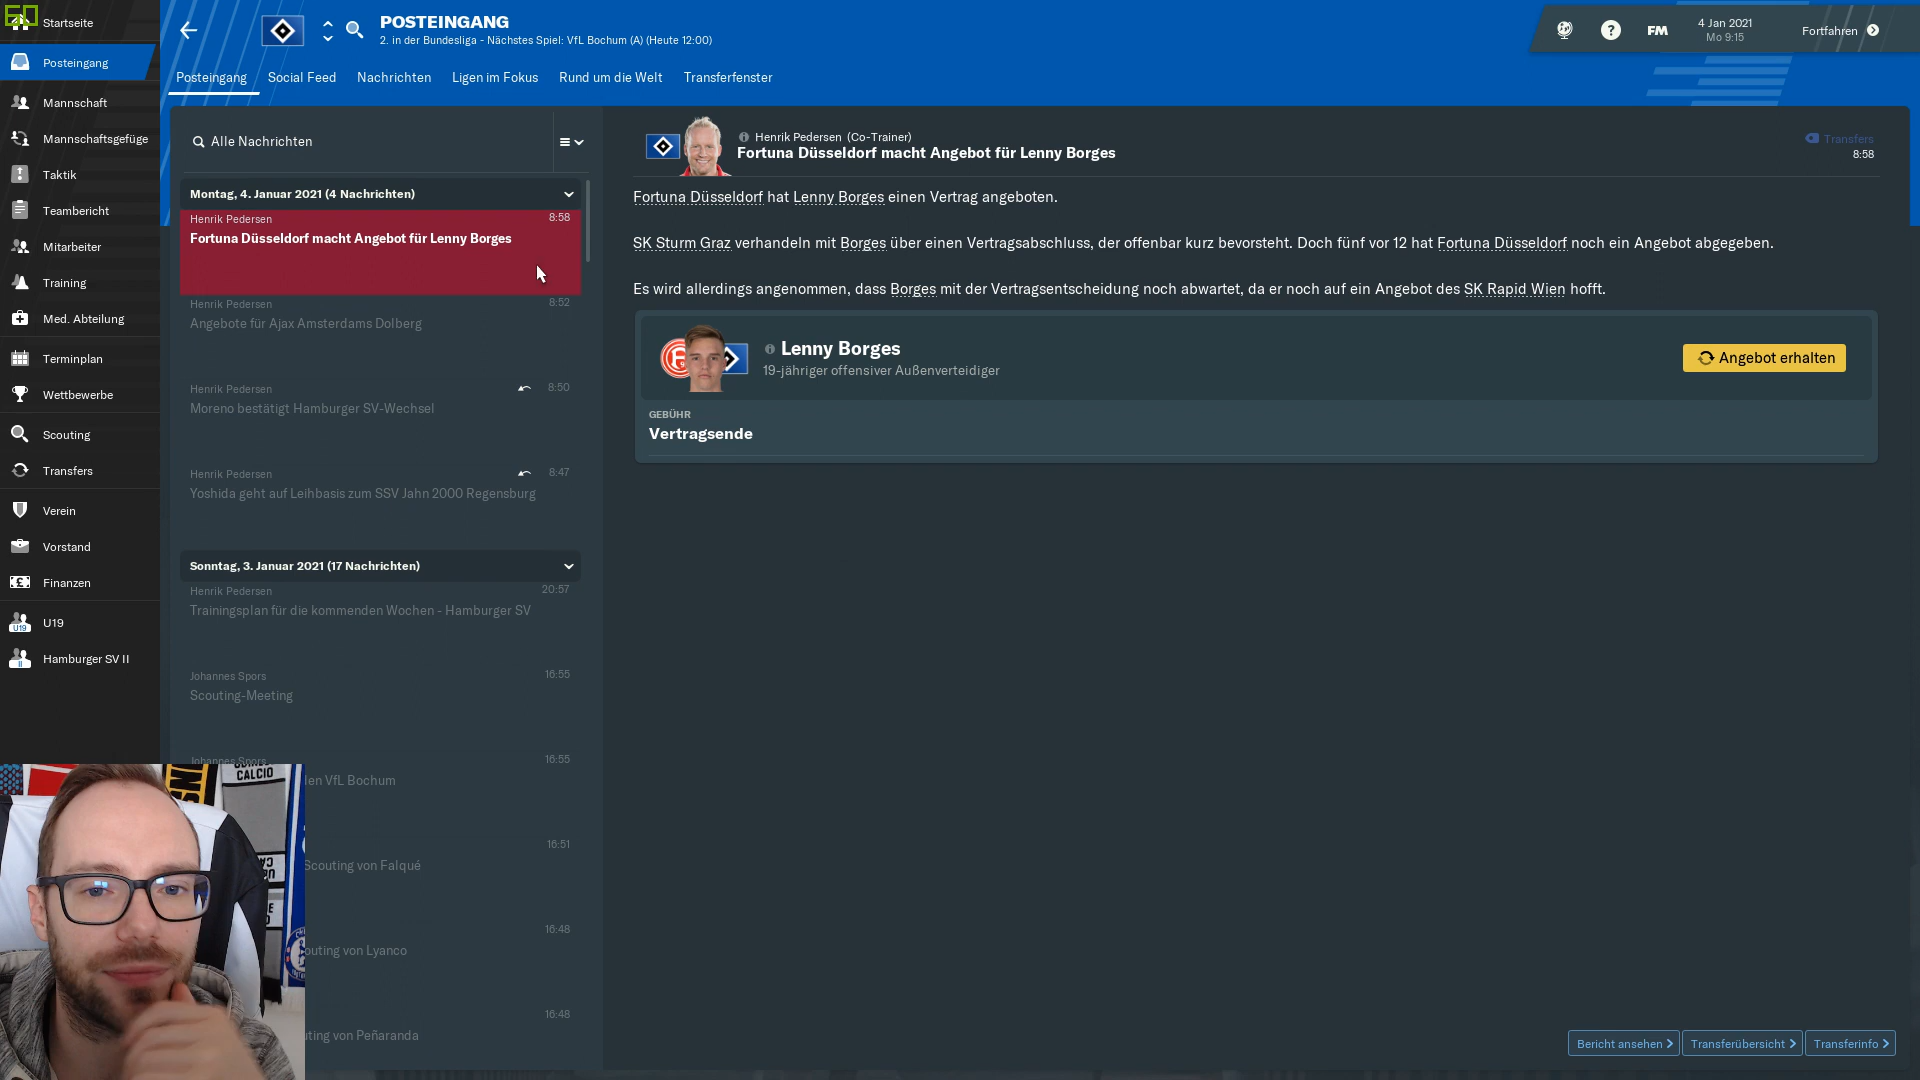 60
Startseite
Posteingang
Mannschaft
Mannschaftsgefüge
Taktik
Teambericht
Mitarbeiter
Training
Med. Abteilung
Terminplan
Wettbewerbe
Scouting
Transfers
Verein
Vorstand
Finanzen
U19
U19
Hamburger SV II
POSTEINGANG
2. in der Bundesliga - Nächstes Spiel: VfL Bochum (A) (Heute 12:00)
FM
4 Jan 2021
Mo 9:15
Fortfahren
Posteingang
Social Feed
Nachrichten
Ligen im Fokus
Rund um die Welt
Transferfenster
Alle Nachrichten
Montag, 4. Januar 2021 (4 Nachrichten)
Henrik Pedersen 8:58
Fortuna Düsseldorf macht Angebot für Lenny Borges
Henrik Pedersen 8:52
Angebote für Ajax Amsterdams Dolberg
Henrik Pedersen 8:50
Moreno bestätigt Hamburger SV-Wechsel
Henrik Pedersen 8:47
Yoshida geht auf Leihbasis zum SSV Jahn 2000 Regensburg
Sonntag, 3. Januar 2021 (17 Nachrichten)
Henrik Pedersen 20:57
Trainingsplan für die kommenden Wochen - Hamburger SV
Johannes Spors 16:55
Scouting-Meeting
Johannes Spors 16:55
VfL Bochum
16:51
Scouting von Falqué
16:48
von Lyanco
16:48
von Peñaranda
CALCIO
Henrik Pedersen (Co-Trainer)
Fortuna Düsseldorf macht Angebot für Lenny Borges
Transfers
8:58
Fortuna Düsseldorf hat Lenny Borges einen Vertrag angeboten.
SK Sturm Graz verhandeln mit Borges über einen Vertragsabschluss, der offenbar kurz bevorsteht. Doch fünf vor 12 hat Fortuna Düsseldorf noch ein Angebot abgegeben.
Es wird allerdings angenommen, dass Borges mit der Vertragsentscheidung noch abwartet, da er noch auf ein Angebot des SK Rapid Wien hofft.
Lenny Borges
19-jähriger offensiver Außenverteidiger
Angebot erhalten
GEBÜHR
Vertragsende
Bericht ansehen
Transferübersicht
Transferinfo